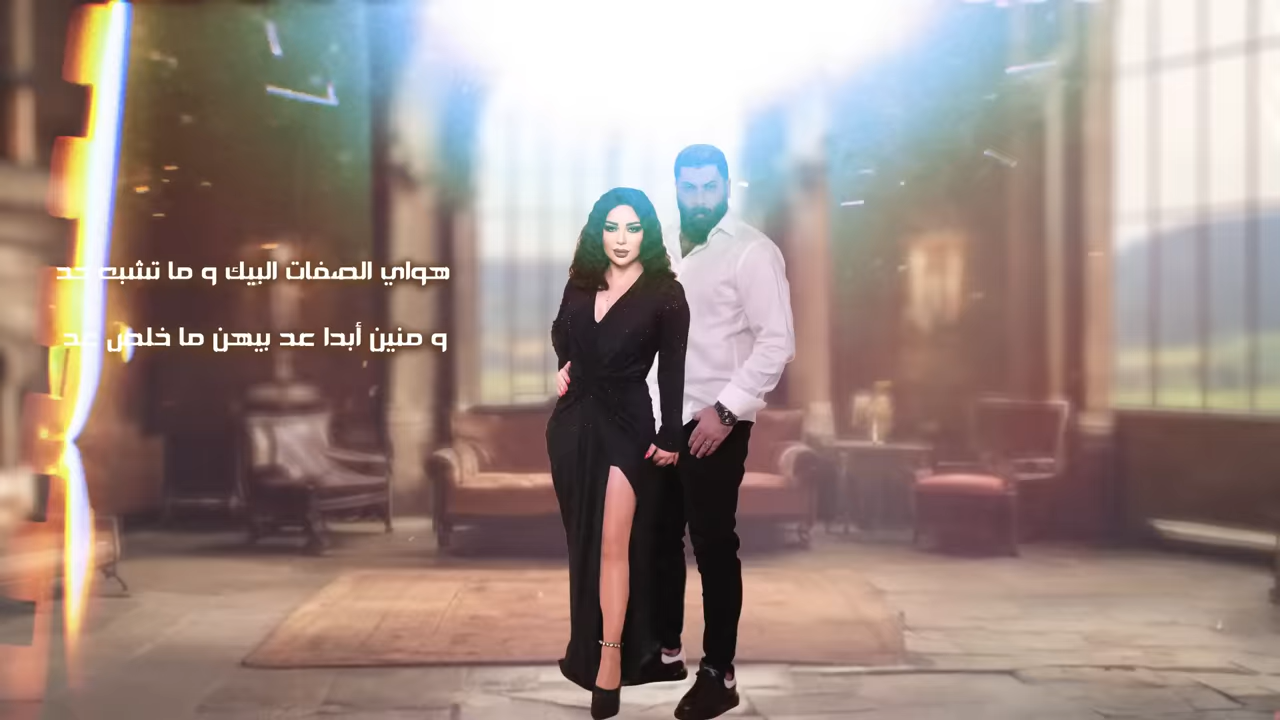 هواي الصفات البيك و ما تشبه حد
و منين أبدا عد بيهن ما خلص عد